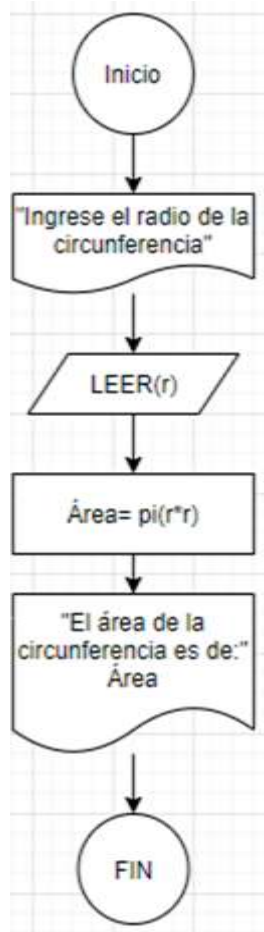 Inicio
"Ingrese el radio de la
circunferencia"
LEER(r)
Área= pi(r*r)
"El área de la
circunferencia es de:"
Área
FIN